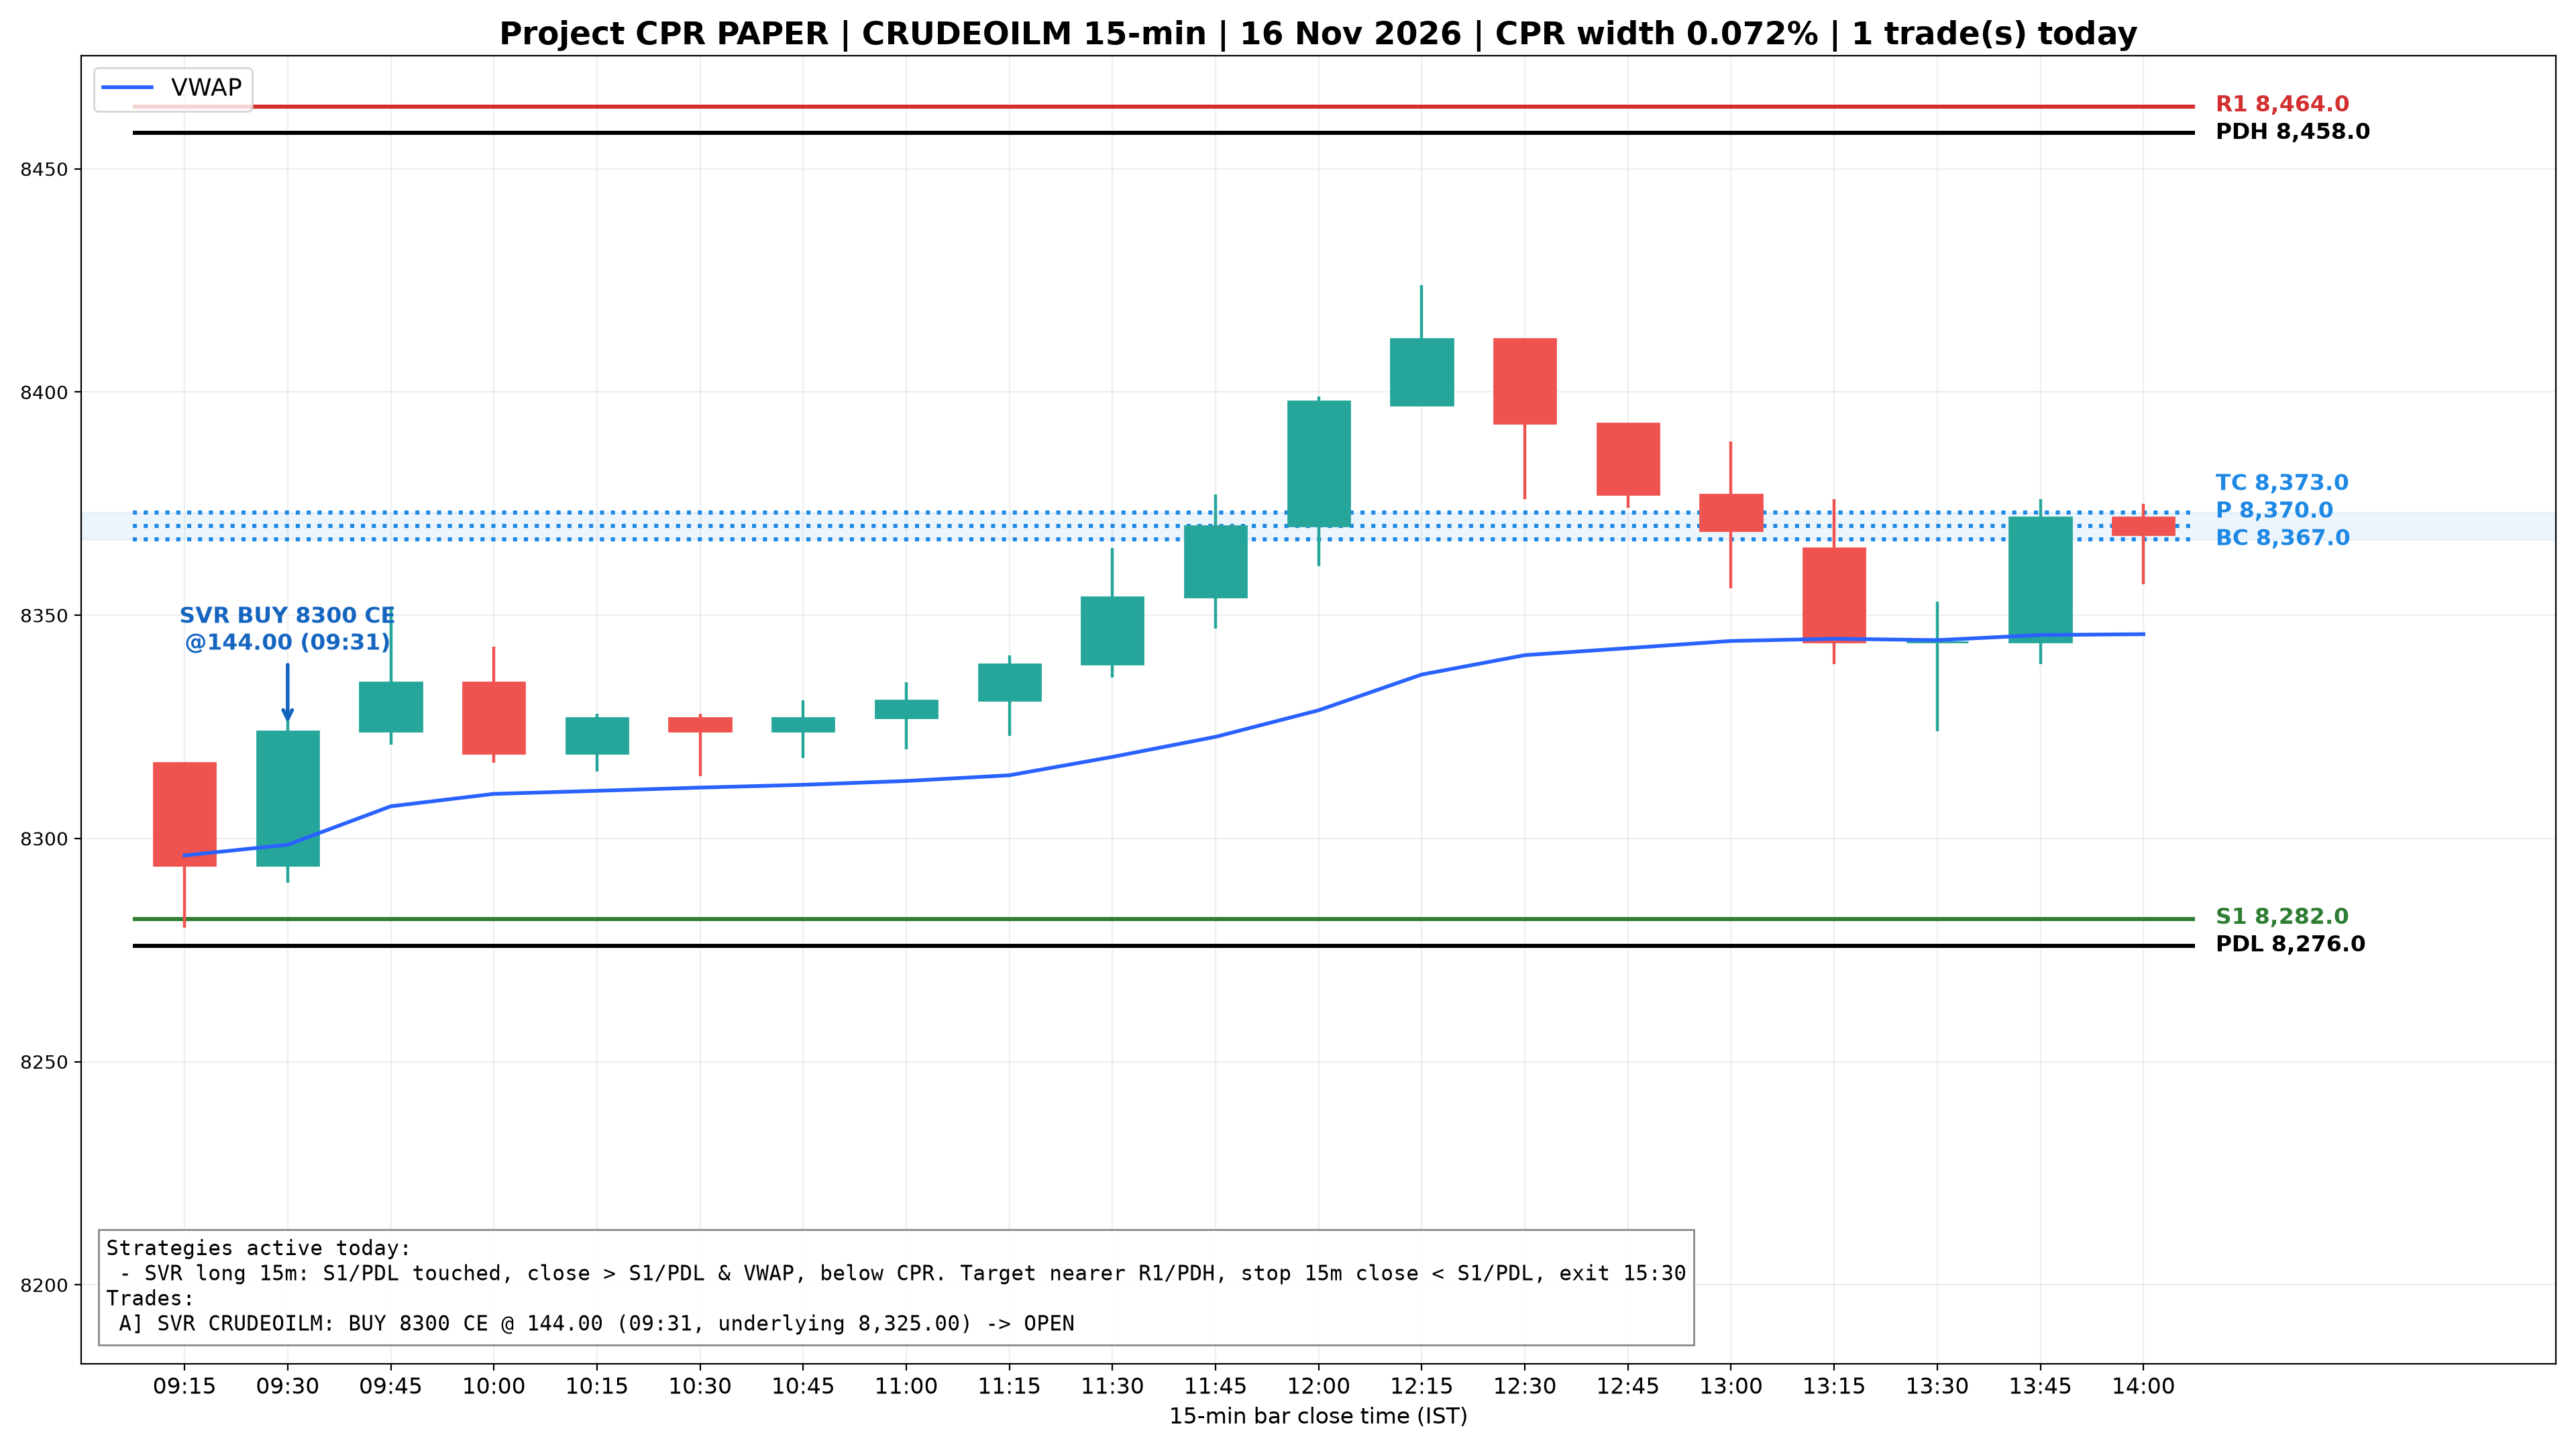 Project CPR PAPER | CRUDEOILM 15-min | 16 Nov 2026 | CPR width 0.072% | 1 trade(s) today
VWAP
R1 8,464.0
PDH 8,458.0
8450
8400
TC 8,373.0
P 8,370.0
BC 8,367.0
8350
SVR BUY 8300 CE
@144.00 (09:31)
8300
S1 8,282.0
PDL 8,276.0
8250
8200
Strategies active today:
- SVR long 15m: S1/PDL touched, close > S1/PDL & VWAP, below CPR. Target nearer R1/PDH, stop 15m close < S1/PDL, exit 15:30
Trades:
A] SVR CRUDEOILM: BUY 8300 CE @ 144.00 (09:31, underlying 8,325.00) -> OPEN
09:15 09:30 09:45 10:00 10:15 10:30 10:45 11:00 11:15 11:30 11:45 12:00 12:15 12:30 12:45 13:00 13:15 13:30 13:45 14:00
15-min bar close time (IST)